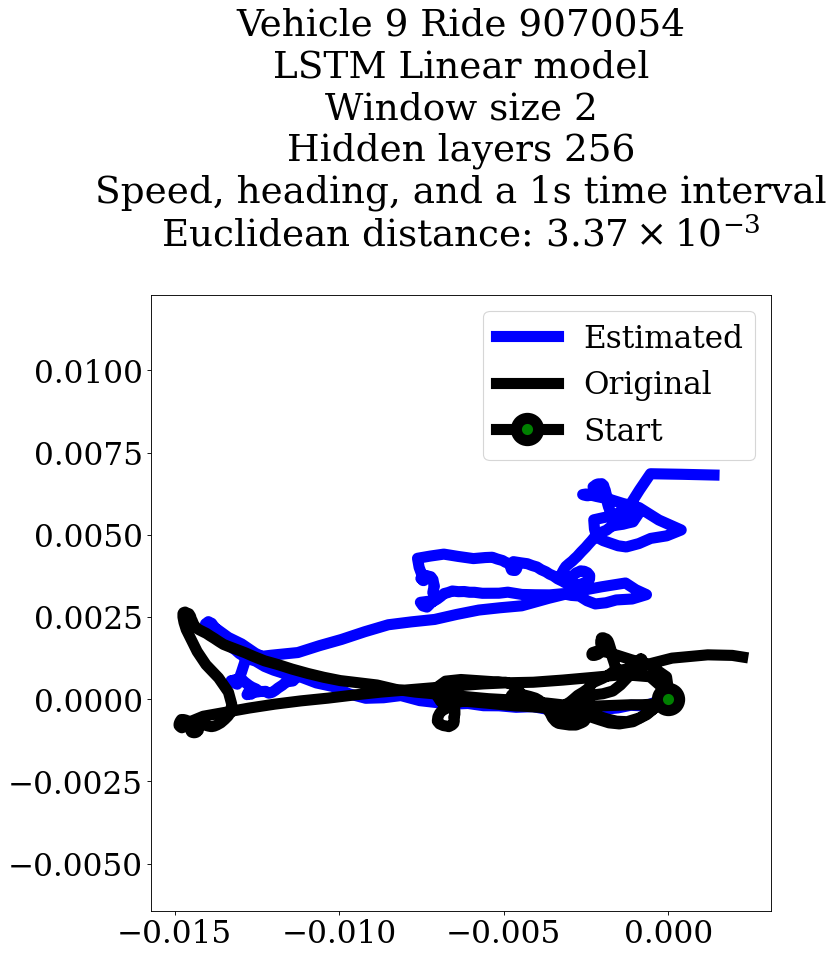 Vehicle 9 Ride 9070054
LSTM Linear model
Window size 2
Hidden layers 256
Speed, heading, and a 1s time interval
Euclidean distance: 3.37 × 10⁻³
Estimated
Original
Start
0.0100
0.0075
0.0050
0.0025
0.0000
−0.0025
−0.0050
−0.015 −0.010 −0.005 0.000